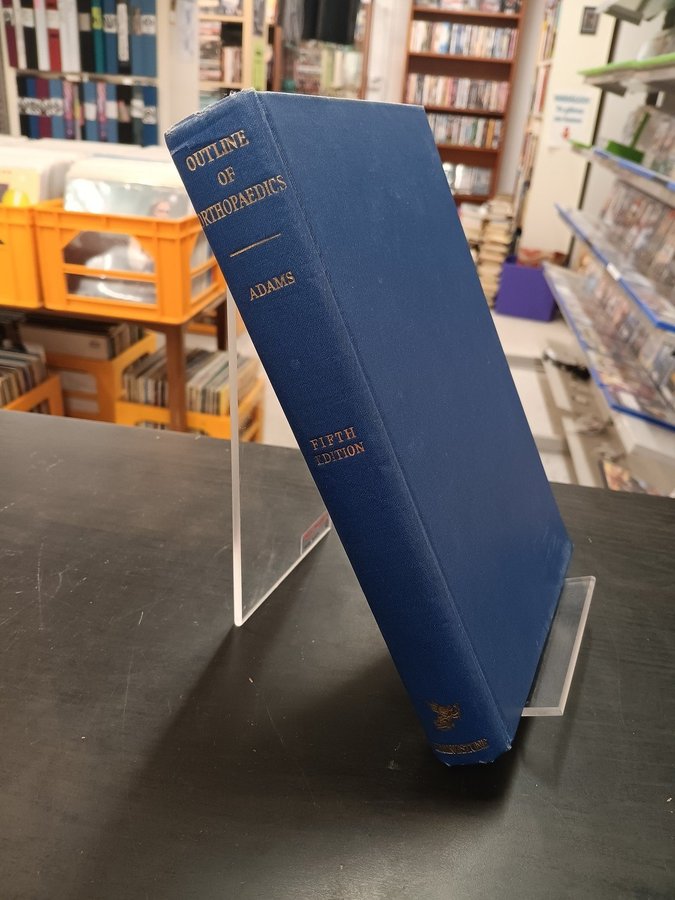 OUTLINE
OF
ORTHOPAEDICS
ADAMS
FIFTH
EDITION